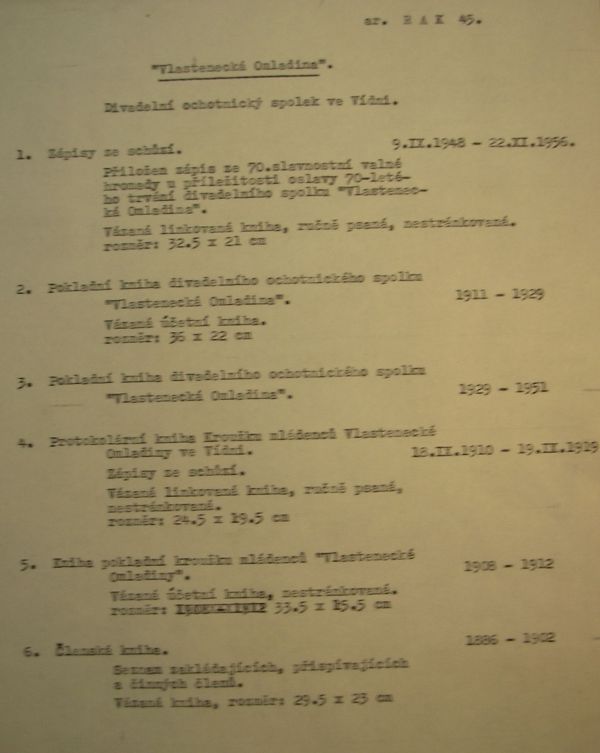 ar. R A K 45.
"Vlastenecká Omladina".
Divadelní ochotnický spolek ve Vídni.
1. Zápisy ze schůzí. 9.IX.1948 - 22.XI.1956.
Přiložen zápis ze 70.slavnostní valné
hromady u příležitosti oslavy 70-leté-
ho trvání divadelního spolku "Vlastenec-
ká Omladina".
Vázaná linkovaná kniha, ručně psaná, nestránkovaná.
rozměr: 32.5 x 21 cm
2. Pokladní kniha divadelního ochotnického spolku
"Vlastenecká Omladina". 1911 - 1929
Vázaná účetní kniha.
rozměr: 36 x 22 cm
3. Pokladní kniha divadelního ochotnického spolku
"Vlastenecká Omladina". 1929 - 1951
4. Protokolární kniha Kroužku mládenců Vlastenecké
Omladiny ve Vídni. 18.IX.1910 - 19.IX.1919
Zápisy ze schůzí.
Vázaná linkovaná kniha, ručně psaná,
nestránkovaná.
rozměr: 24.5 x 19.5 cm
5. Kniha pokladní kroužku mládenců "Vlastenecké
Omladiny". 1908 - 1912
Vázaná účetní kniha, nestránkovaná.
rozměr: 33.5 x 15.5 cm
6. Členská kniha. 1886 - 1902
Seznam zakládajících, přispívajících
a činných členů.
Vázaná kniha, rozměr: 29.5 x 23 cm